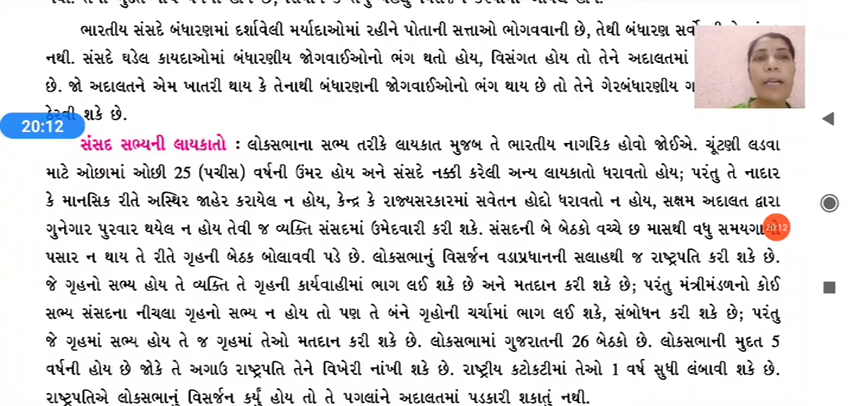 ભારતીય સંસદે બંધારણમાં દર્શાવેલી મર્યાદાઓમાં રહીને પોતાની સત્તાઓ ભોગવવાની છે, તેથી બંધારણ
નથી. સંસદે ઘડેલ કાયદાઓમાં બંધારણીય જોગવાઈઓનો ભંગ થતો હોય, વિસંગત હોય તો તેને અદાલતમાં
છે. જો અદાલતને એમ ખાતરી થાય કે તેનાથી બંધારણની જોગવાઈઓનો ભંગ થાય છે તો તેને ગેરબંધારણીય
ઠેરવી શકે છે.
20:12
સંસદ સભ્યની લાયકાતો : લોકસભાના સભ્ય તરીકે લાયકાત મુજબ તે ભારતીય નાગરિક હોવો જોઈએ. ચૂંટણી લડવા
માટે ઓછામાં ઓછી 25 (પચીસ) વર્ષની ઉંમર હોય અને સંસદે નક્કી કરેલી અન્ય લાયકાતો ધરાવતો હોય; પરંતુ તે નાદાર
કે માનસિક રીતે અસ્થિર જાહેર કરાયેલ ન હોય, કેન્દ્ર કે રાજ્યસરકારમાં સવેતન હોદ્દો ધરાવતો ન હોય, સક્ષમ અદાલત દ્વારા
ગુનેગાર પુરવાર થયેલ ન હોય તેવી જ વ્યક્તિ સંસદમાં ઉમેદવારી કરી શકે. સંસદની બે બેઠકો વચ્ચે છ માસથી વધુ
20:12
પસાર ન થાય તે રીતે ગૃહની બેઠક બોલાવવી પડે છે. લોકસભાનું વિસર્જન વડાપ્રધાનની સલાહથી જ રાષ્ટ્રપતિ કરી શકે છે.
જે ગૃહનો સભ્ય હોય તે વ્યક્તિ તે ગૃહની કાર્યવાહીમાં ભાગ લઈ શકે છે અને મતદાન કરી શકે છે; પરંતુ મંત્રીમંડળનો કોઈ
સભ્ય સંસદના નીચલા ગૃહનો સભ્ય ન હોય તો પણ તે બંને ગૃહોની ચર્ચામાં ભાગ લઈ શકે, સંબોધન કરી શકે છે; પરંતુ
જે ગૃહમાં સભ્ય હોય તે જ ગૃહમાં તેઓ મતદાન કરી શકે છે. લોકસભામાં ગુજરાતની 26 બેઠકો છે. લોકસભાની મુદત 5
વર્ષની હોય છે જોકે તે અગાઉ રાષ્ટ્રપતિ તેને વિખેરી નાંખી શકે છે. રાષ્ટ્રીય કટોકટીમાં તેઓ 1 વર્ષ સુધી લંબાવી શકે છે.
રાષ્ટ્રપતિએ લોકસભાનું વિસર્જન કર્યું હોય તો તે પગલાંને અદાલતમાં પડકારી શકાતું નથી.